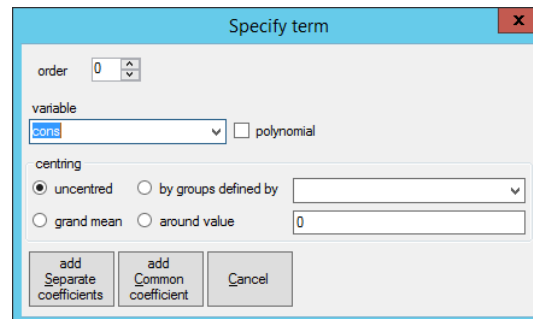 Specify term
x
order 0
variable
cons polynomial
centring
uncentred by groups defined by
grand mean around value 0
add Separate coefficients
add Common coefficient
Cancel